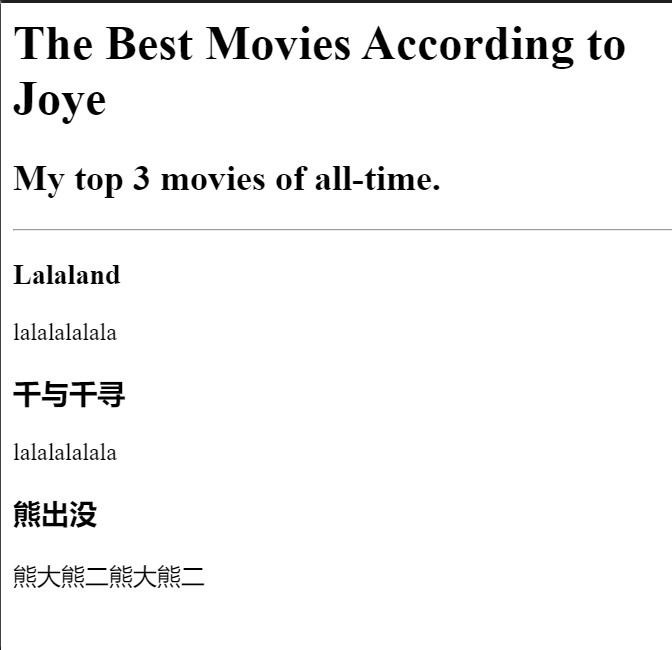 The Best Movies According to
Joye
My top 3 movies of all-time.
Lalaland
lalalalalala
千与千寻
lalalalalala
熊出没
熊大熊二熊大熊二